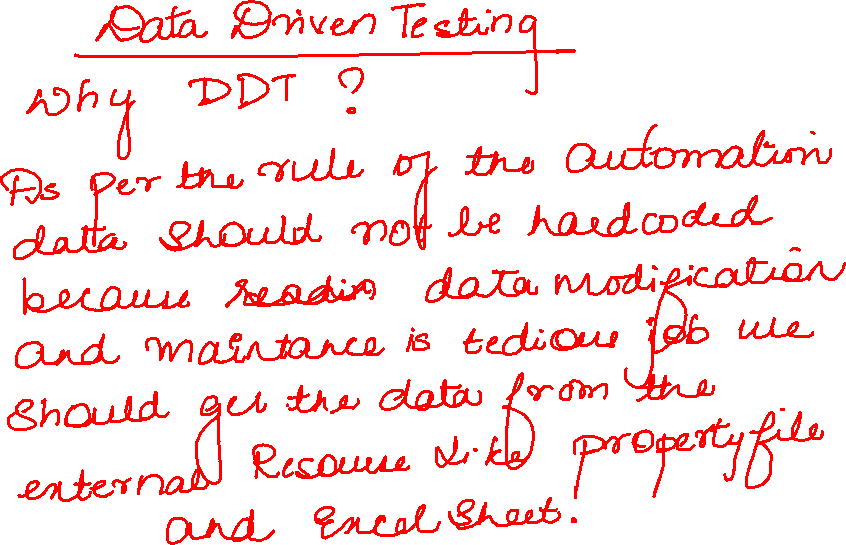 Data Driven Testing
Why DDT ?
As per the rule of the automation
data should not be hardcoded
because readin data modification
and maintance is tedious job we
should get the data from the
external Resource like property file
and Excel Sheet.